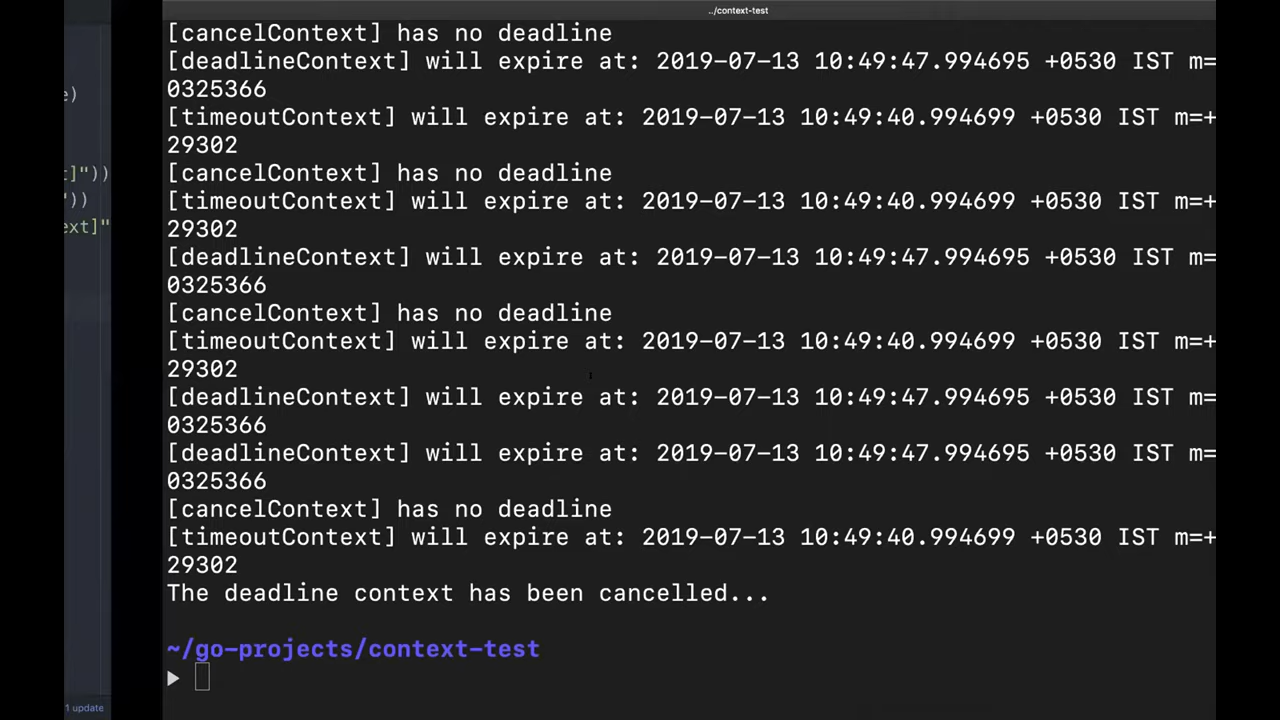 ../context-test
[cancelContext] has no deadline
[deadlineContext] will expire at: 2019-07-13 10:49:47.994695 +0530 IST m=
0325366
[timeoutContext] will expire at: 2019-07-13 10:49:40.994699 +0530 IST m=+
29302
[cancelContext] has no deadline
[timeoutContext] will expire at: 2019-07-13 10:49:40.994699 +0530 IST m=+
29302
[deadlineContext] will expire at: 2019-07-13 10:49:47.994695 +0530 IST m=
0325366
[cancelContext] has no deadline
[timeoutContext] will expire at: 2019-07-13 10:49:40.994699 +0530 IST m=+
29302
[deadlineContext] will expire at: 2019-07-13 10:49:47.994695 +0530 IST m=
0325366
[deadlineContext] will expire at: 2019-07-13 10:49:47.994695 +0530 IST m=
0325366
[cancelContext] has no deadline
[timeoutContext] will expire at: 2019-07-13 10:49:40.994699 +0530 IST m=+
29302
The deadline context has been cancelled...
~/go-projects/context-test
e)
t]"))
"))
ext]"
1 update